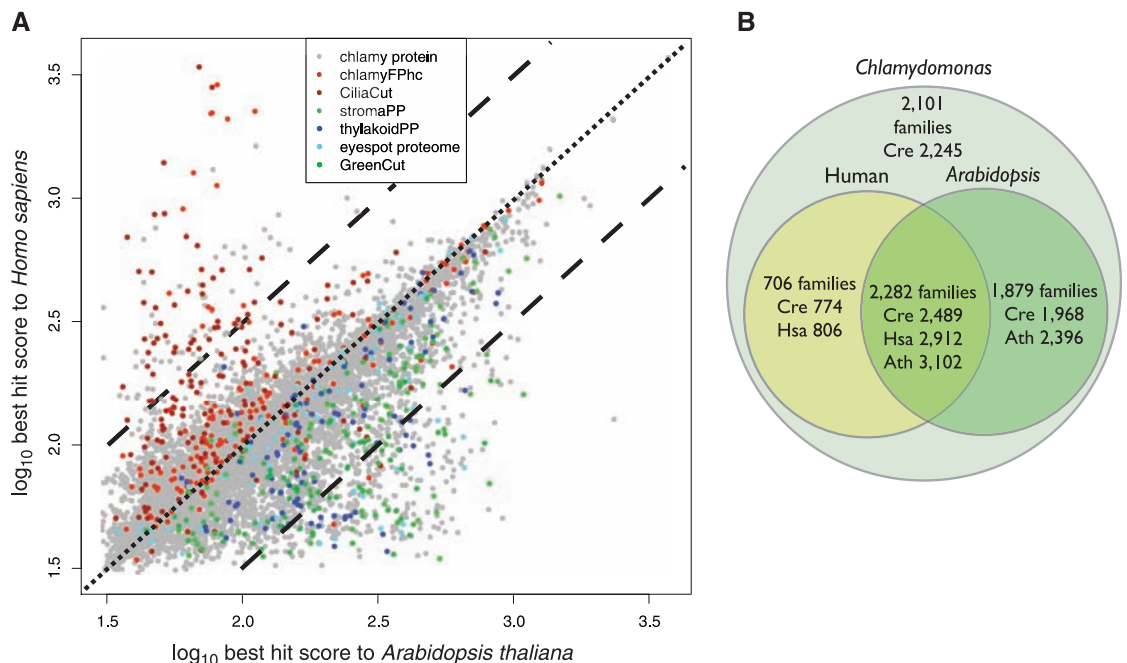 A
log10 best hit score to Homo sapiens
3.5
3.0
2.5
2.0
1.5
chlamy protein
chlamyFPhc
CiliaCut
stromaPP
thylakoidPP
eyespot proteome
GreenCut
1.5
2.0
2.5
3.0
3.5
log10 best hit score to Arabidopsis thaliana
B
Chlamydomonas
2,101
families
Cre 2,245
Human
Arabidopsis
706 families
Cre 774
Hsa 806
2,282 families
Cre 2,489
Hsa 2,912
Ath 3,102
1,879 families
Cre 1,968
Ath 2,396